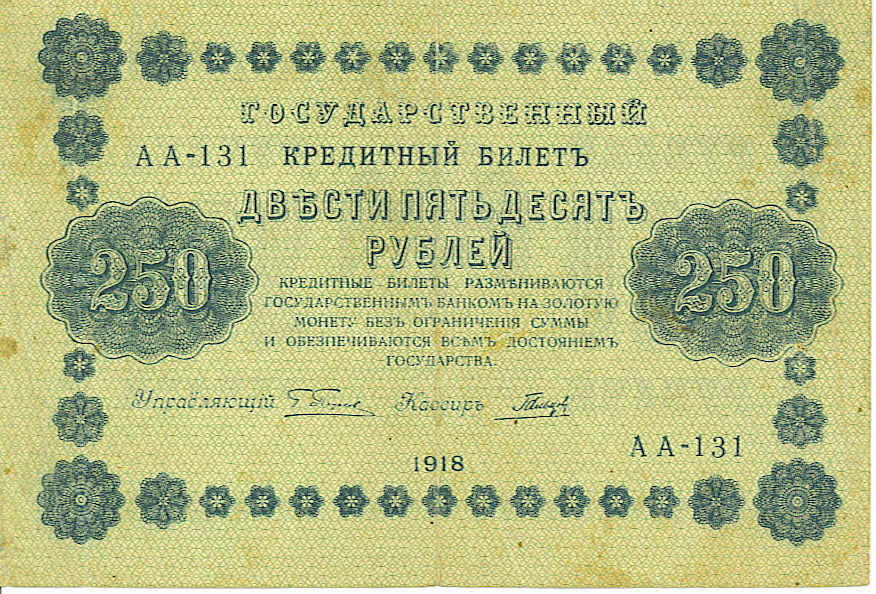 ГОСУДАРСТВЕННЫЙ
АА-131 КРЕДИТНЫЙ БИЛЕТЪ
ДВѢСТИ ПЯТЬДЕСЯТЪ
РУБЛЕЙ
250 250
КРЕДИТНЫЕ БИЛЕТЫ РАЗМѢНИВАЮТСЯ
ГОСУДАРСТВЕННЫМЪ БАНКОМЪ НА ЗОЛОТУЮ
МОНЕТУ БЕЗЪ ОГРАНИЧЕНІЯ СУММЫ
И ОБЕЗПЕЧИВАЮТСЯ ВСѢМЪ ДОСТОЯНІЕМЪ
ГОСУДАРСТВА.
Управляющій Кассиръ
АА-131
1918